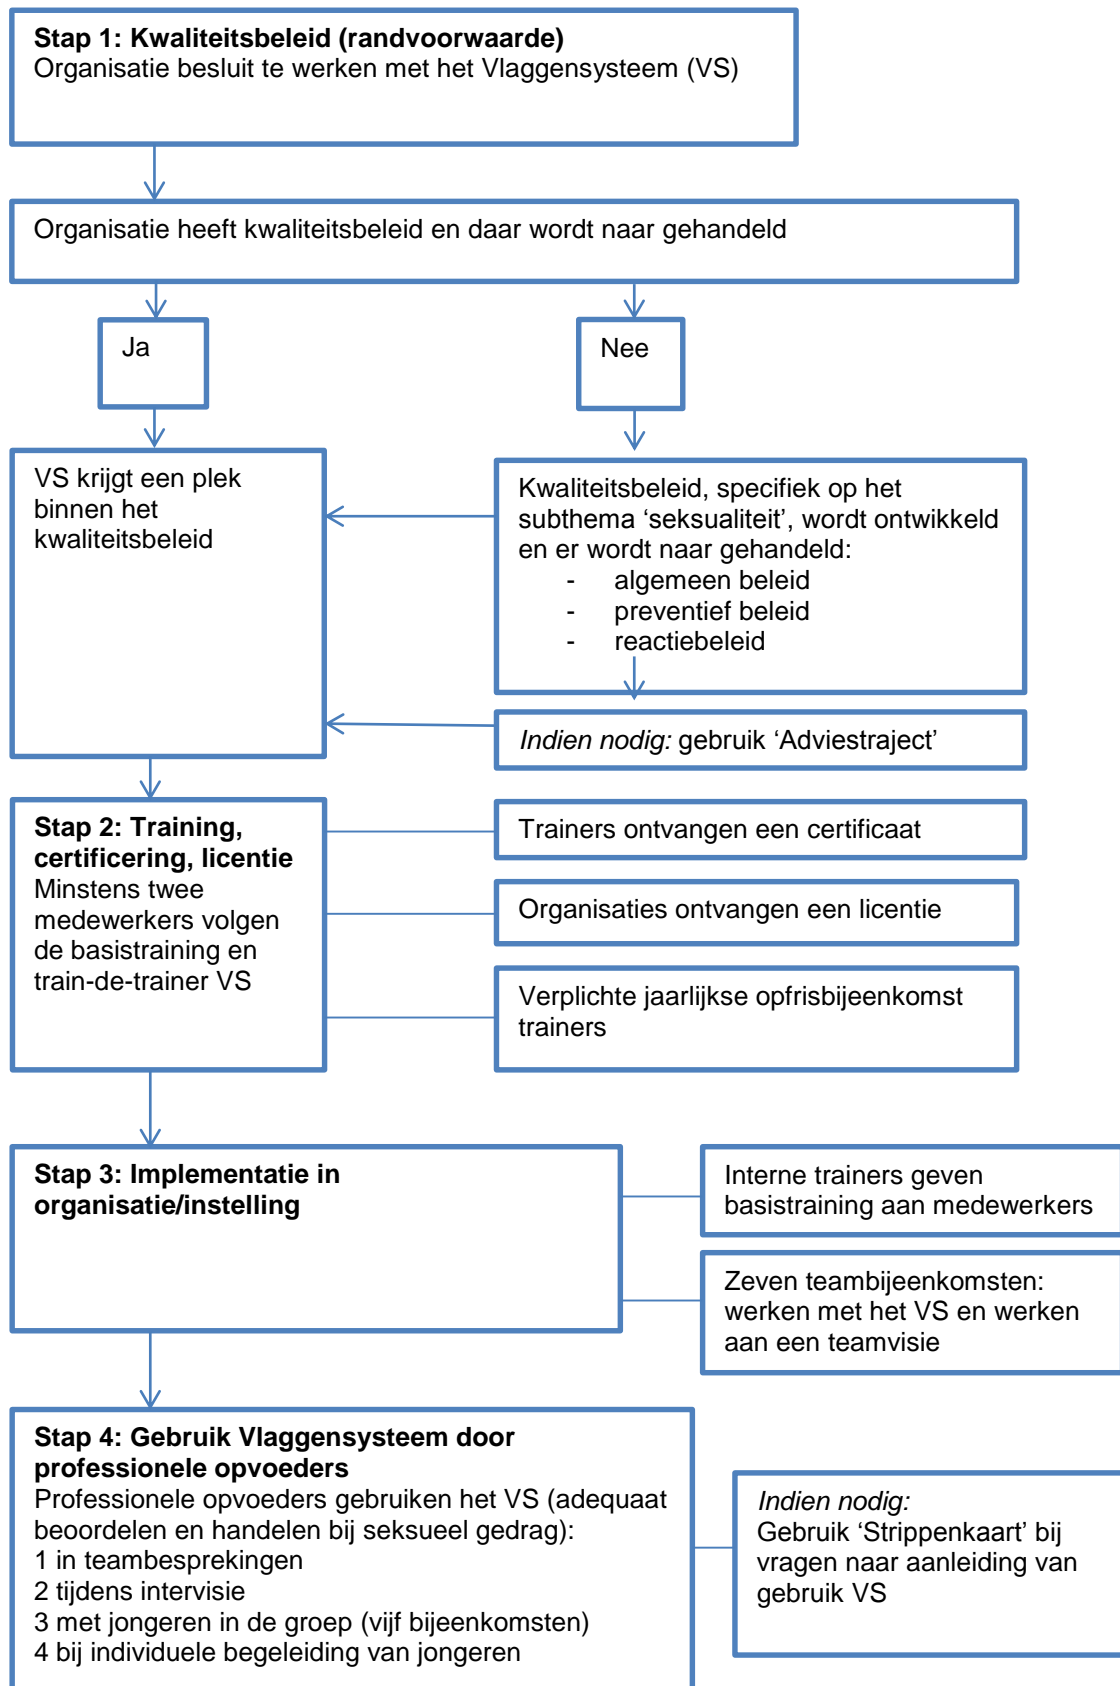 Stap 1: Kwaliteitsbeleid (randvoorwaarde)
Organisatie besluit te werken met het Vlaggensysteem (VS)
Organisatie heeft kwaliteitsbeleid en daar wordt naar gehandeld
Ja
Nee
VS krijgt een plek
binnen het
kwaliteitsbeleid
Kwaliteitsbeleid, specifiek op het
subthema ‘seksualiteit’, wordt ontwikkeld
en er wordt naar gehandeld:
- algemeen beleid
- preventief beleid
- reactiebeleid
Indien nodig: gebruik ‘Adviestraject’
Stap 2: Training,
certificering, licentie
Minstens twee
medewerkers volgen
de basistraining en
train-de-trainer VS
Trainers ontvangen een certificaat
Organisaties ontvangen een licentie
Verplichte jaarlijkse opfrisbijeenkomst
trainers
Stap 3: Implementatie in
organisatie/instelling
Interne trainers geven
basistraining aan medewerkers
Zeven teambijeenkomsten:
werken met het VS en werken
aan een teamvisie
Stap 4: Gebruik Vlaggensysteem door
professionele opvoeders
Professionele opvoeders gebruiken het VS (adequaat
beoordelen en handelen bij seksueel gedrag):
1 in teambesprekingen
2 tijdens intervisie
3 met jongeren in de groep (vijf bijeenkomsten)
4 bij individuele begeleiding van jongeren
Indien nodig:
Gebruik ‘Strippenkaart’ bij
vragen naar aanleiding van
gebruik VS